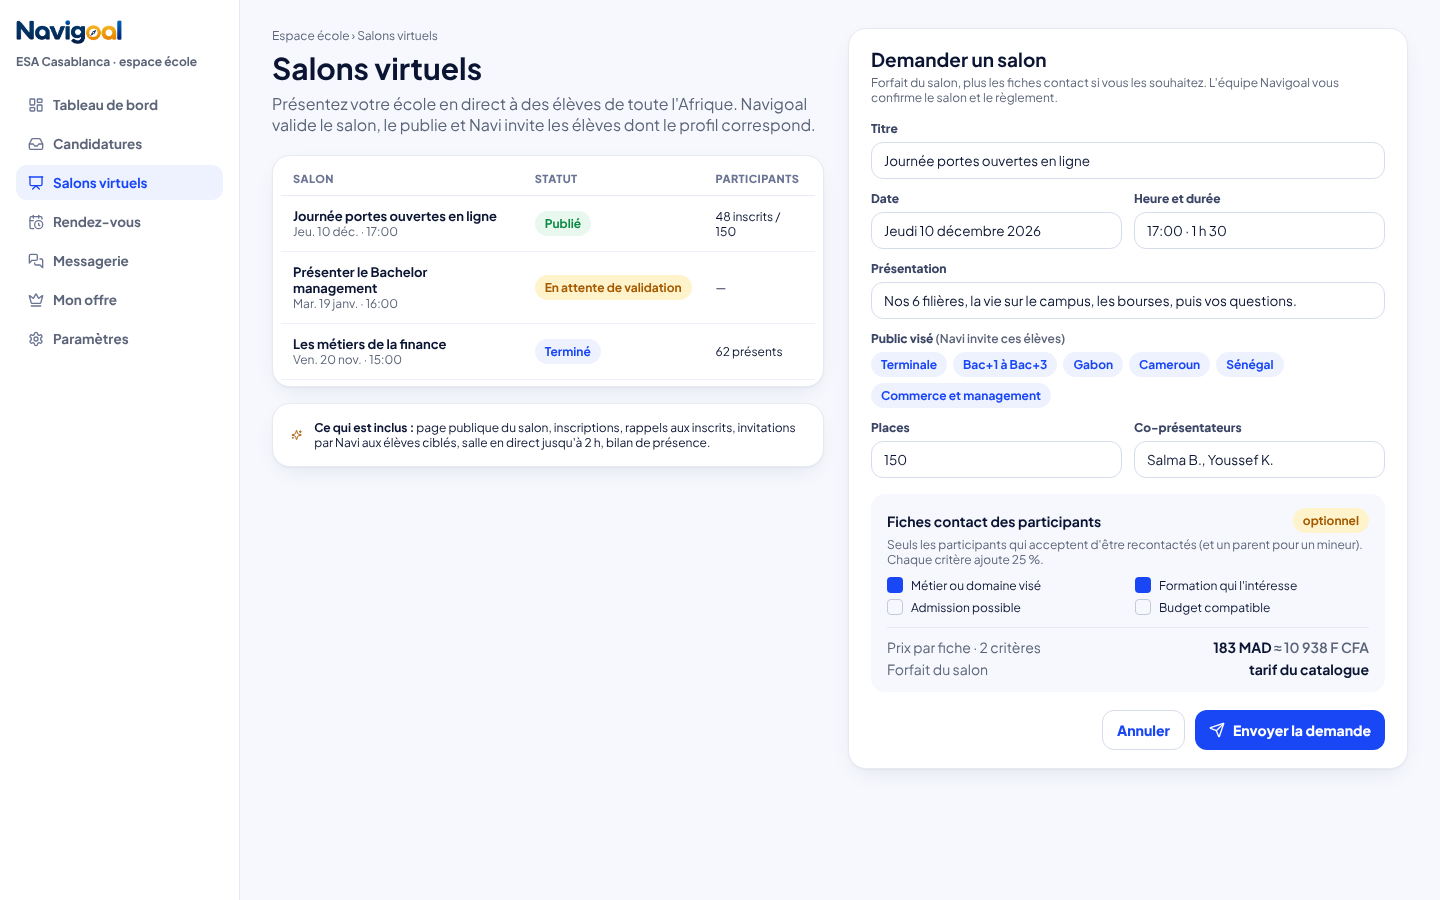 Navigoal
ESA Casablanca · espace école
Tableau de bord
Candidatures
Salons virtuels
Rendez-vous
Messagerie
Mon offre
Paramètres
Espace école › Salons virtuels
Salons virtuels
Présentez votre école en direct à des élèves de toute l'Afrique. Navigoal
valide le salon, le publie et Navi invite les élèves dont le profil correspond.
SALON STATUT PARTICIPANTS
Journée portes ouvertes en ligne
Jeu. 10 déc. · 17:00
Publié
48 inscrits /
150
Présenter le Bachelor
management
Mar. 19 janv. · 16:00
En attente de validation
—
Les métiers de la finance
Ven. 20 nov. · 15:00
Terminé
62 présents
Ce qui est inclus : page publique du salon, inscriptions, rappels aux inscrits, invitations
par Navi aux élèves ciblés, salle en direct jusqu'à 2 h, bilan de présence.
Demander un salon
Forfait du salon, plus les fiches contact si vous les souhaitez. L'équipe Navigoal vous
confirme le salon et le règlement.
Titre
Journée portes ouvertes en ligne
Date
Jeudi 10 décembre 2026
Heure et durée
17:00 · 1 h 30
Présentation
Nos 6 filières, la vie sur le campus, les bourses, puis vos questions.
Public visé (Navi invite ces élèves)
Terminale Bac+1 à Bac+3 Gabon Cameroun Sénégal
Commerce et management
Places
150
Co-présentateurs
Salma B., Youssef K.
Fiches contact des participants
optionnel
Seuls les participants qui acceptent d'être recontactés (et un parent pour un mineur).
Chaque critère ajoute 25 %.
Métier ou domaine visé
Formation qui l'intéresse
Admission possible
Budget compatible
Prix par fiche · 2 critères 183 MAD ≈ 10 938 F CFA
Forfait du salon tarif du catalogue
Annuler
Envoyer la demande